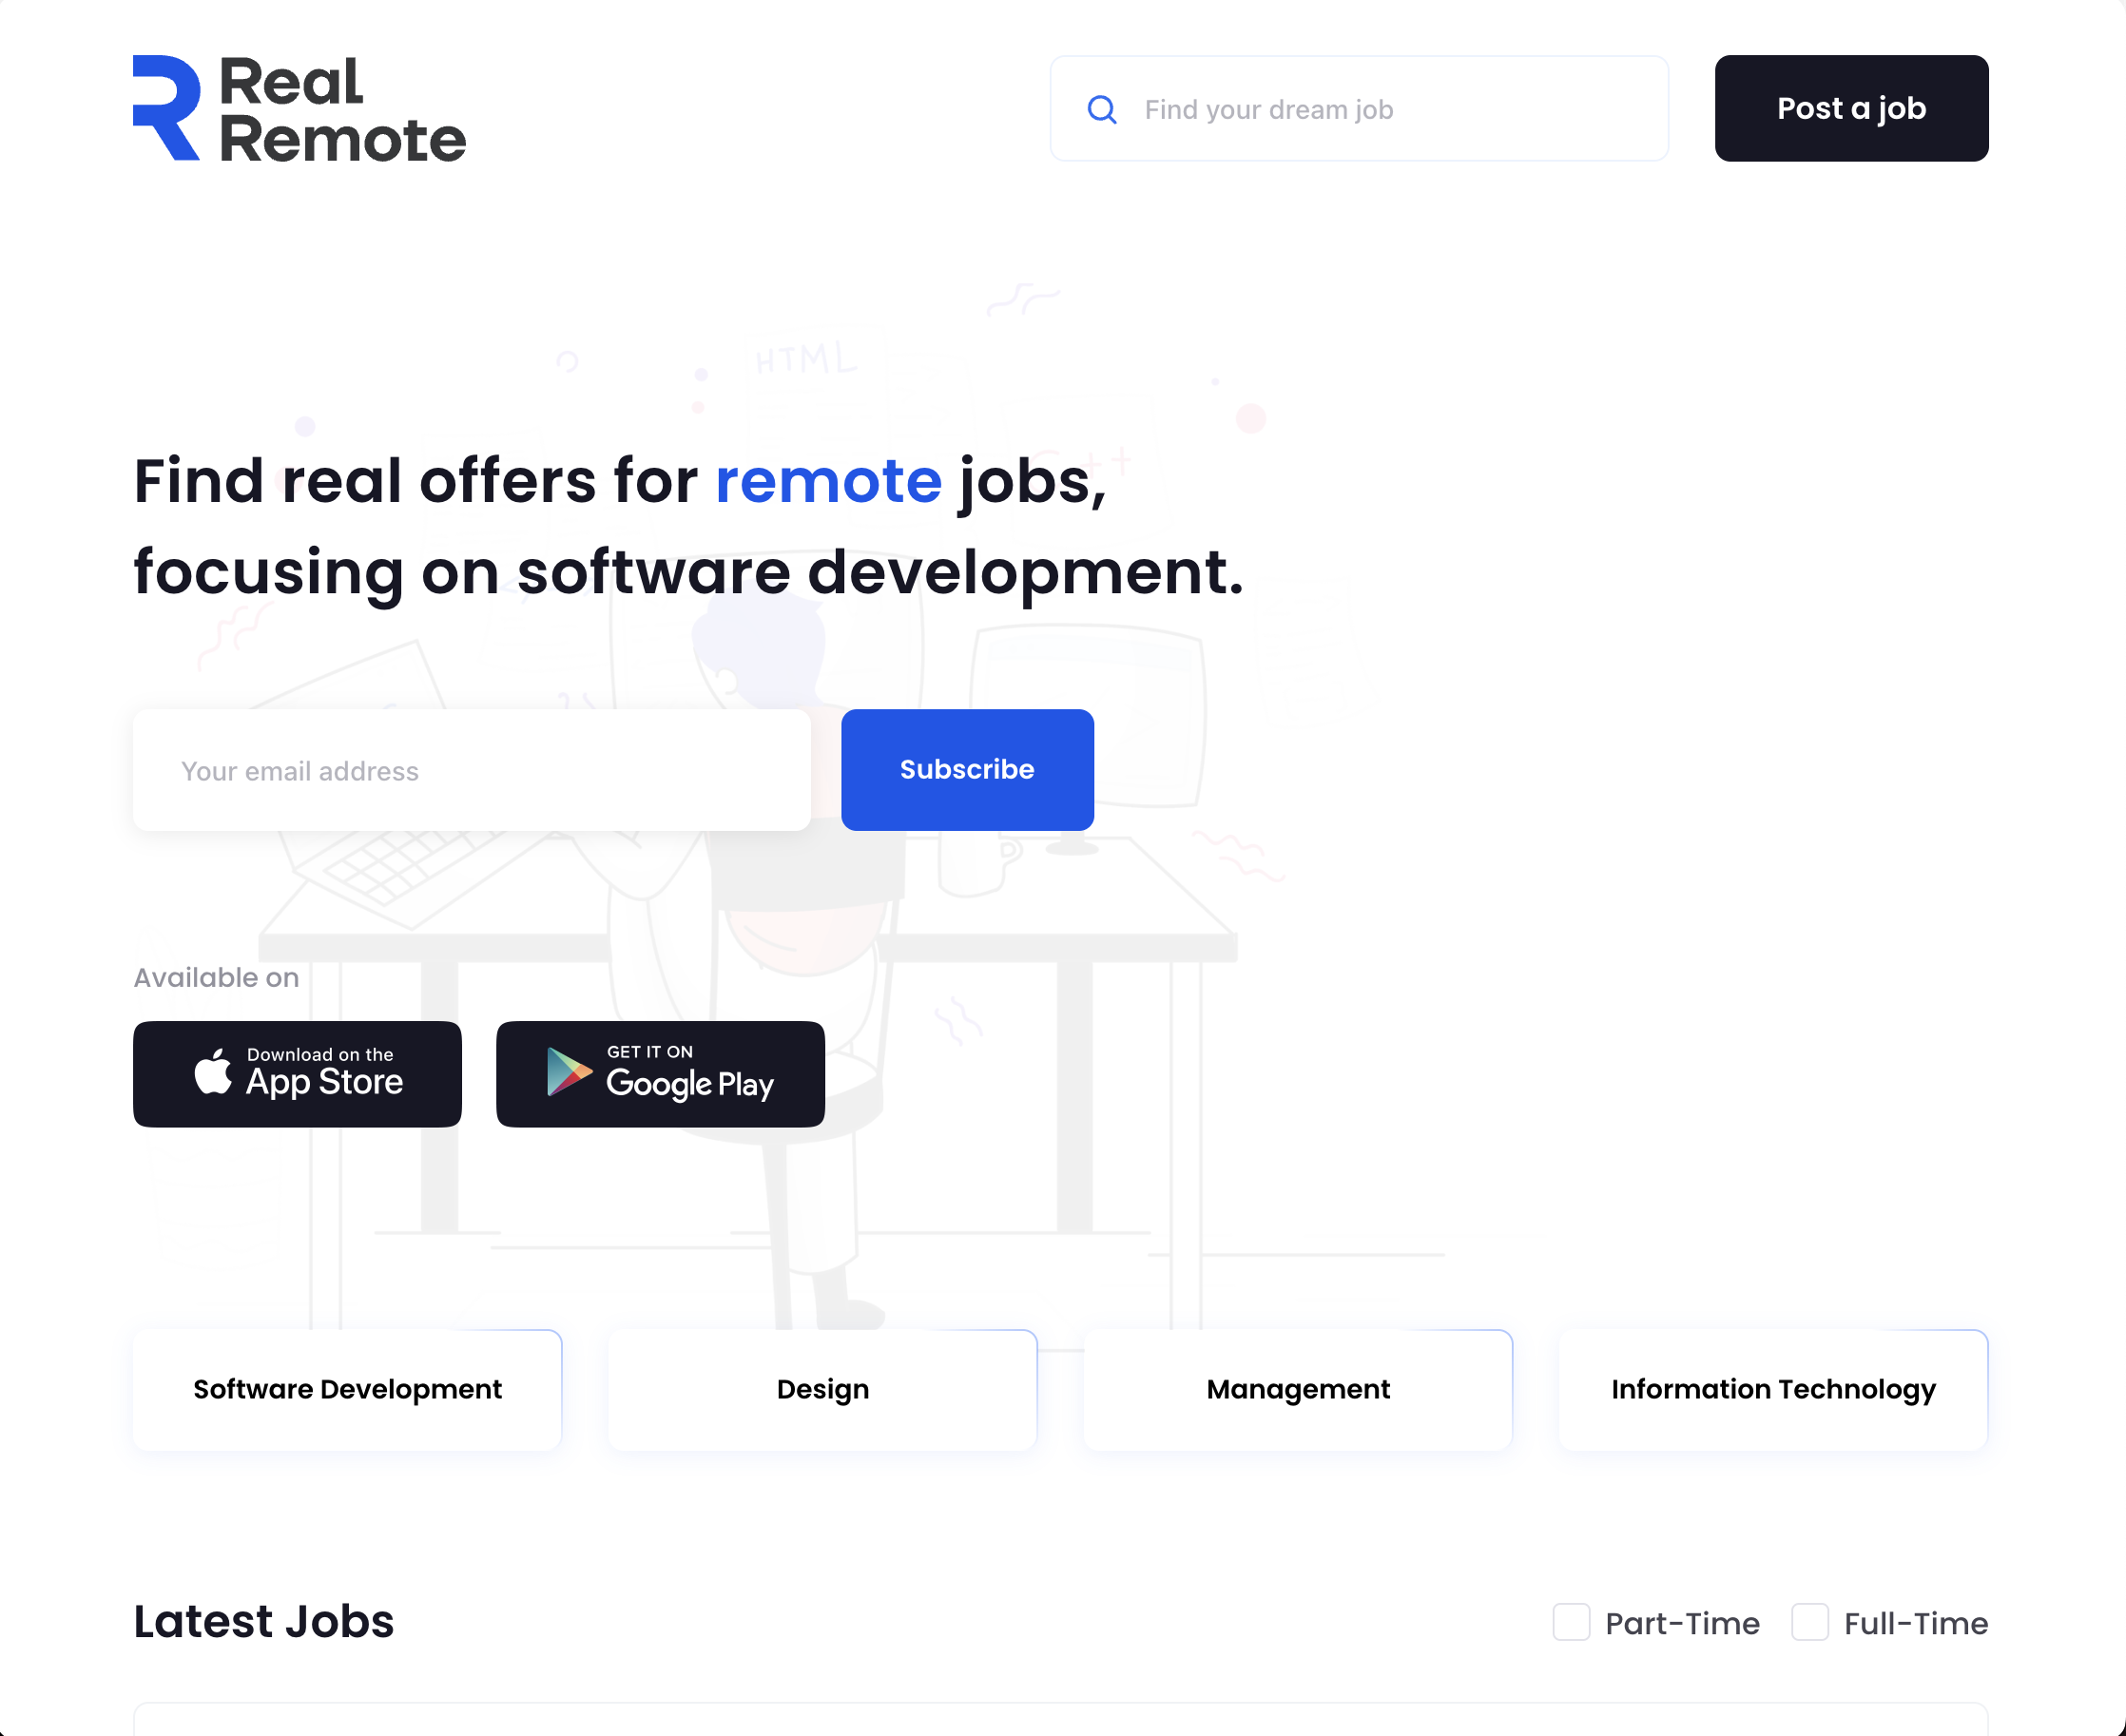 Real
Remote
Find your dream job
Post a job
HTML
C++
Find real offers for remote jobs,
focusing on software development.
Your email address
Subscribe
Available on
Download on the
App Store
GET IT ON
Google Play
Software Development
Design
Management
Information Technology
Latest Jobs
Part-Time
Full-Time